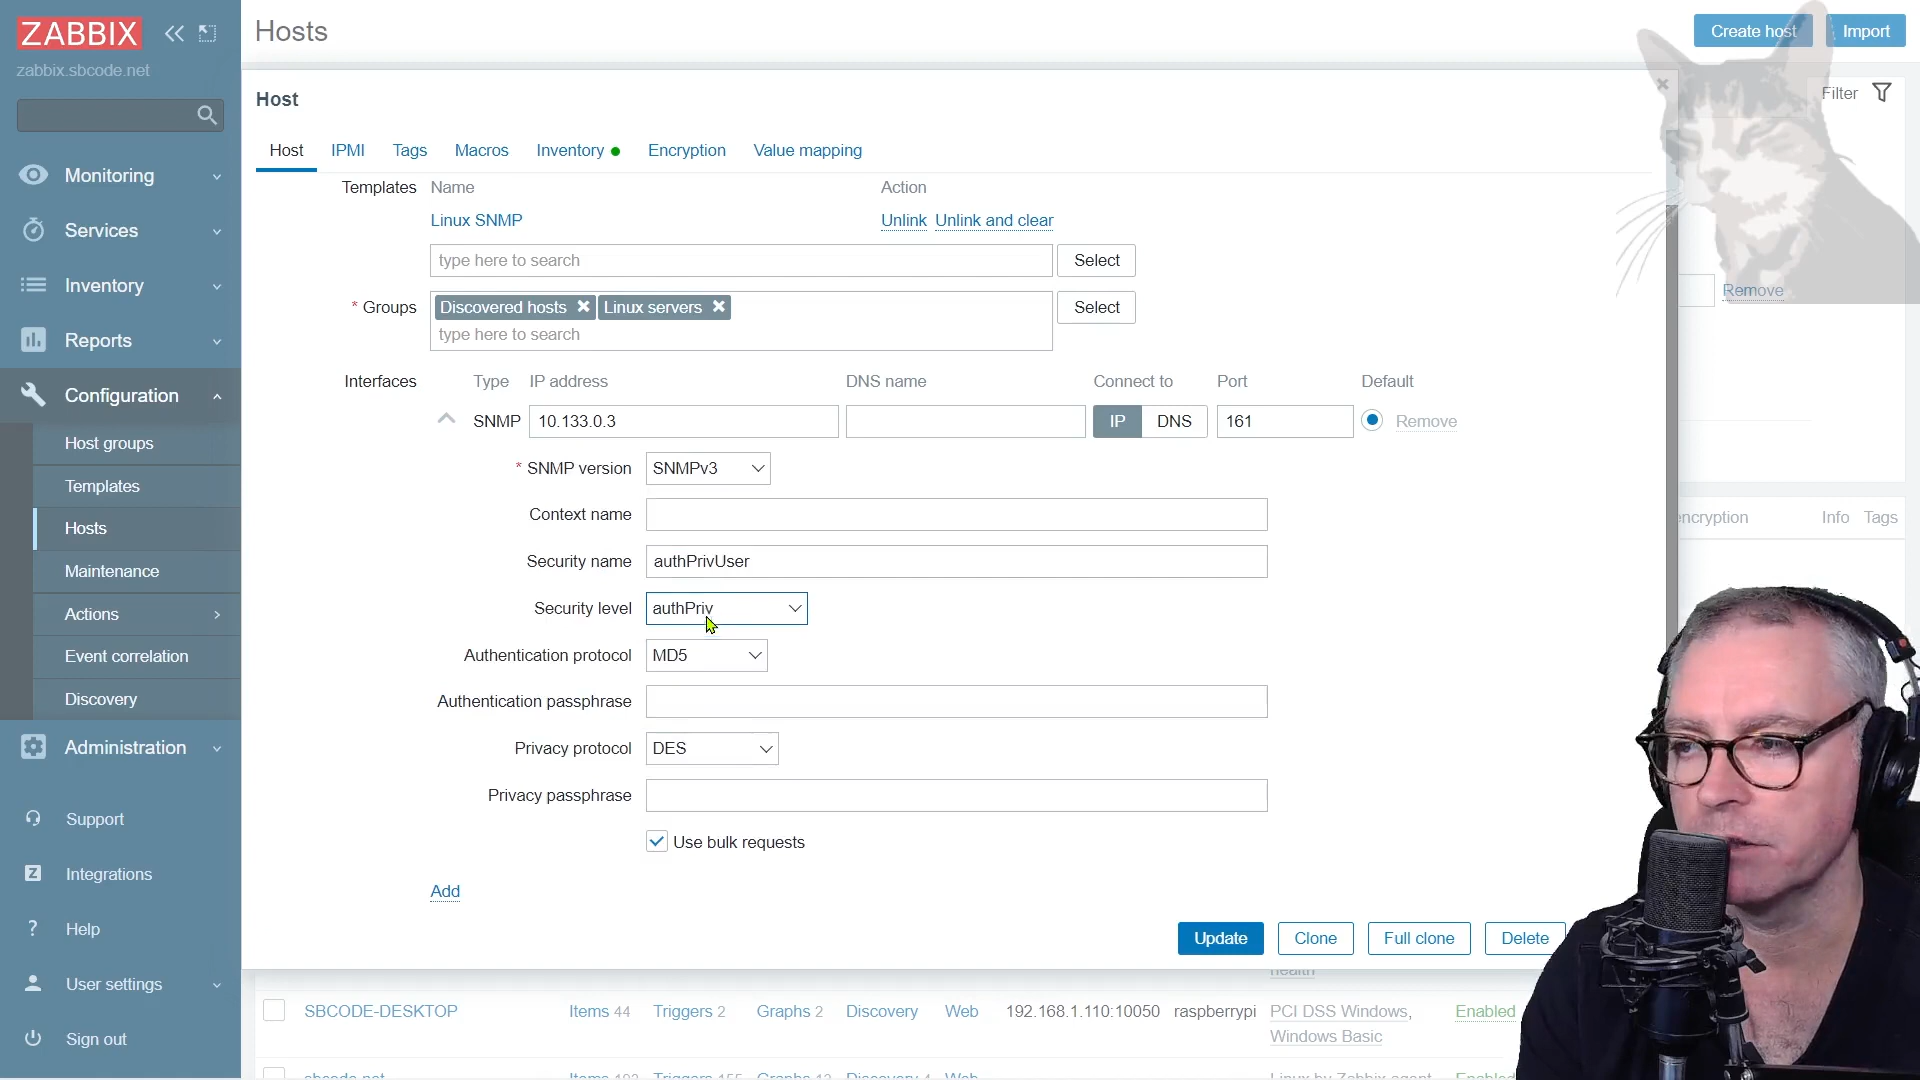 ZABBIX
zabbix.sbcode.net
Monitoring
Services
Inventory
Reports
Configuration
Host groups
Templates
Hosts
Maintenance
Actions
Event correlation
Discovery
Administration
Support
Integrations
Help
User settings
Sign out
Hosts
Create host Import
Filter
Host
Host IPMI Tags Macros Inventory Encryption Value mapping
Templates Name Action
Linux SNMP Unlink Unlink and clear
type here to search Select
* Groups Discovered hosts Linux servers Select
type here to search
Remove
Interfaces Type IP address DNS name Connect to Port Default
SNMP 10.133.0.3 IP DNS 161 Remove
* SNMP version SNMPv3
Context name
encryption Info Tags
Security name authPrivUser
Security level authPriv
Authentication protocol MD5
Authentication passphrase
Privacy protocol DES
Privacy passphrase
Use bulk requests
Add
Update Clone Full clone Delete
health
SBCODE-DESKTOP Items 44 Triggers 2 Graphs 2 Discovery Web 192.168.1.110:10050 raspberrypi PCI DSS Windows, Enabled
Windows Basic